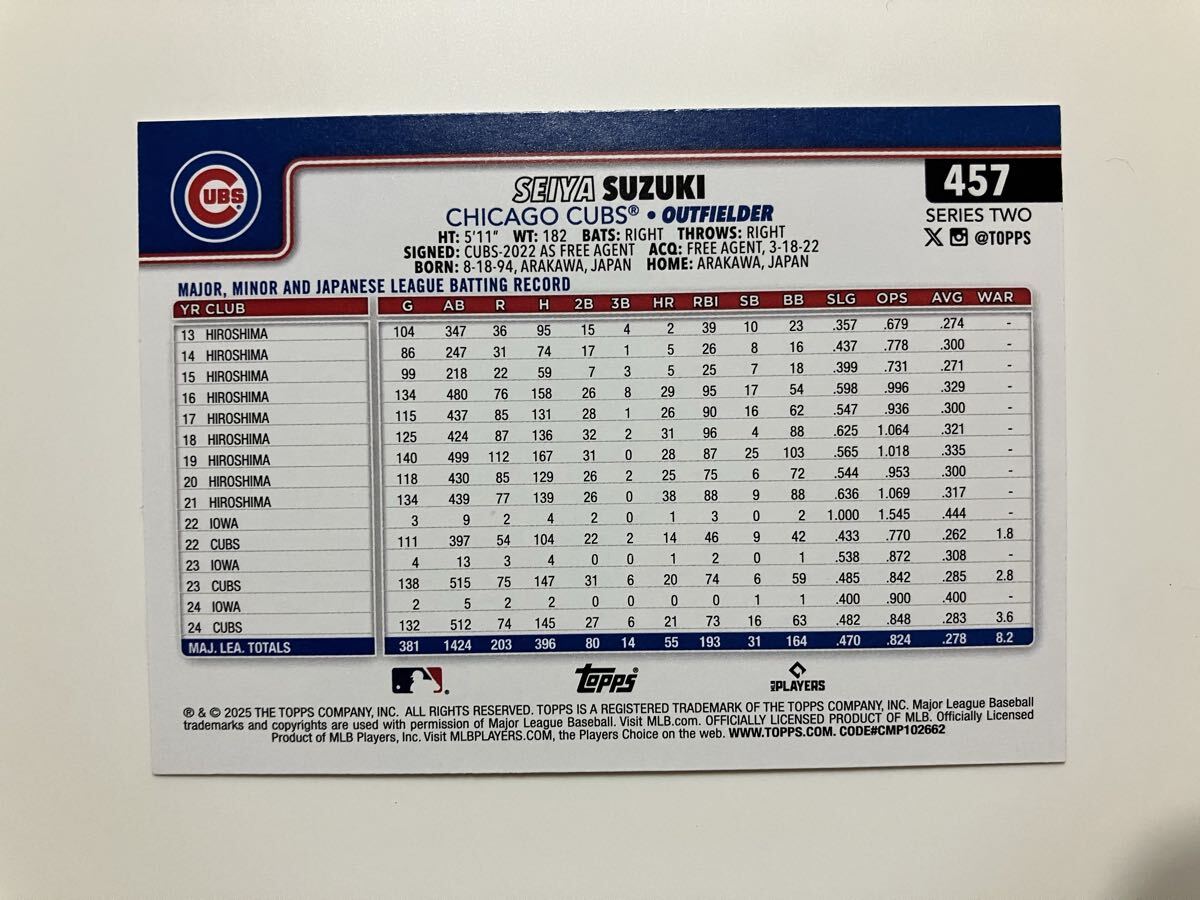 CUBS
SEIYA SUZUKI
457
CHICAGO CUBS® • OUTFIELDER
SERIES TWO
HT: 5'11" WT: 182 BATS: RIGHT THROWS: RIGHT
@TOPPS
SIGNED: CUBS-2022 AS FREE AGENT ACQ: FREE AGENT, 3-18-22
BORN: 8-18-94, ARAKAWA, JAPAN HOME: ARAKAWA, JAPAN
MAJOR, MINOR AND JAPANESE LEAGUE BATTING RECORD
YR CLUB G AB R H 2B 3B HR RBI SB BB SLG OPS AVG WAR
13 HIROSHIMA 104 347 36 95 15 4 2 39 10 23 .357 .679 .274 -
14 HIROSHIMA 86 247 31 74 17 1 5 26 8 16 .437 .778 .300 -
15 HIROSHIMA 99 218 22 59 7 3 5 25 7 18 .399 .731 .271 -
16 HIROSHIMA 134 480 76 158 26 8 29 95 17 54 .598 .996 .329 -
17 HIROSHIMA 115 437 85 131 28 1 26 90 16 62 .547 .936 .300 -
18 HIROSHIMA 125 424 87 136 32 2 31 96 4 88 .625 1.064 .321 -
19 HIROSHIMA 140 499 112 167 31 0 28 87 25 103 .565 1.018 .335 -
20 HIROSHIMA 118 430 85 129 26 2 25 75 6 72 .544 .953 .300 -
21 HIROSHIMA 134 439 77 139 26 0 38 88 9 88 .636 1.069 .317 -
22 IOWA 3 9 2 4 2 0 1 3 0 2 1.000 1.545 .444 -
22 CUBS 111 397 54 104 22 2 14 46 9 42 .433 .770 .262 1.8
23 IOWA 4 13 3 4 0 0 1 2 0 1 .538 .872 .308 -
23 CUBS 138 515 75 147 31 6 20 74 6 59 .485 .842 .285 2.8
24 IOWA 2 5 2 2 0 0 0 0 1 1 .400 .900 .400 -
24 CUBS 132 512 74 145 27 6 21 73 16 63 .482 .848 .283 3.6
MAJ. LEA. TOTALS 381 1424 203 396 80 14 55 193 31 164 .470 .824 .278 8.2
Topps®
MLB PLAYERS
® & © 2025 THE TOPPS COMPANY, INC. ALL RIGHTS RESERVED. TOPPS IS A REGISTERED TRADEMARK OF THE TOPPS COMPANY, INC. Major League Baseball
trademarks and copyrights are used with permission of Major League Baseball. Visit MLB.com. OFFICIALLY LICENSED PRODUCT OF MLB. Officially Licensed
Product of MLB Players, Inc. Visit MLBPLAYERS.COM, the Players Choice on the web. WWW.TOPPS.COM. CODE#CMP102662